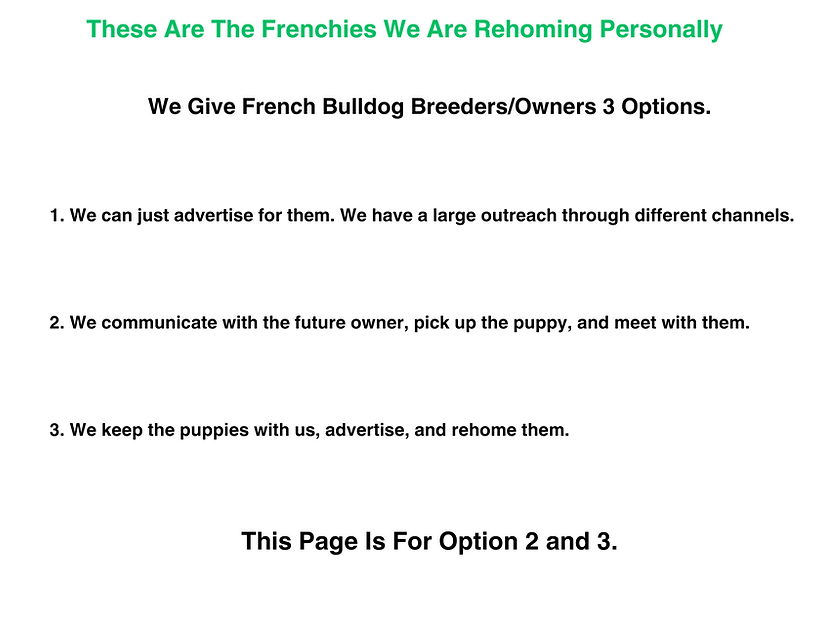 These Are The Frenchies We Are Rehoming Personally
We Give French Bulldog Breeders/Owners 3 Options.
1. We can just advertise for them. We have a large outreach through different channels.
2. We communicate with the future owner, pick up the puppy, and meet with them.
3. We keep the puppies with us, advertise, and rehome them.
This Page Is For Option 2 and 3.